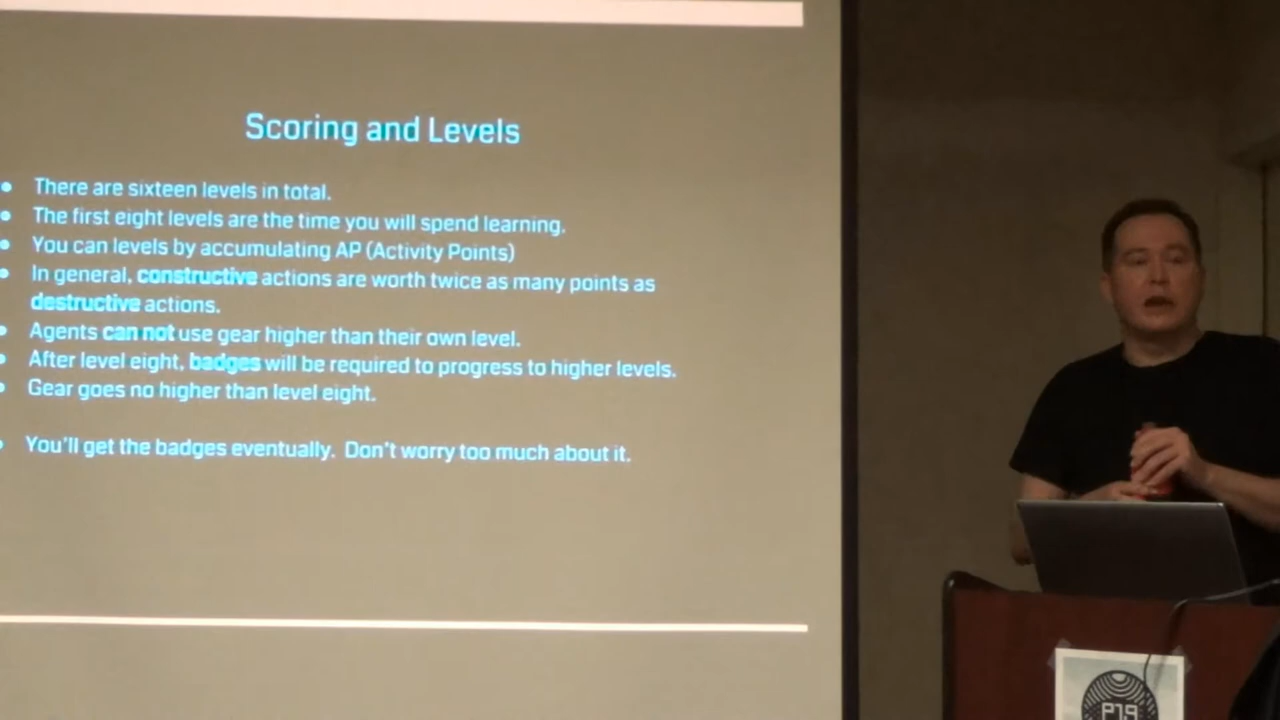 Scoring and Levels
There are sixteen levels in total.
The first eight levels are the time you will spend learning.
You can levels by accumulating AP (Activity Points)
In general, constructive actions are worth twice as many points as
destructive actions.
Agents can not use gear higher than their own level.
After level eight, badges will be required to progress to higher levels.
Gear goes no higher than level eight.
You'll get the badges eventually.  Don't worry too much about it.
P19